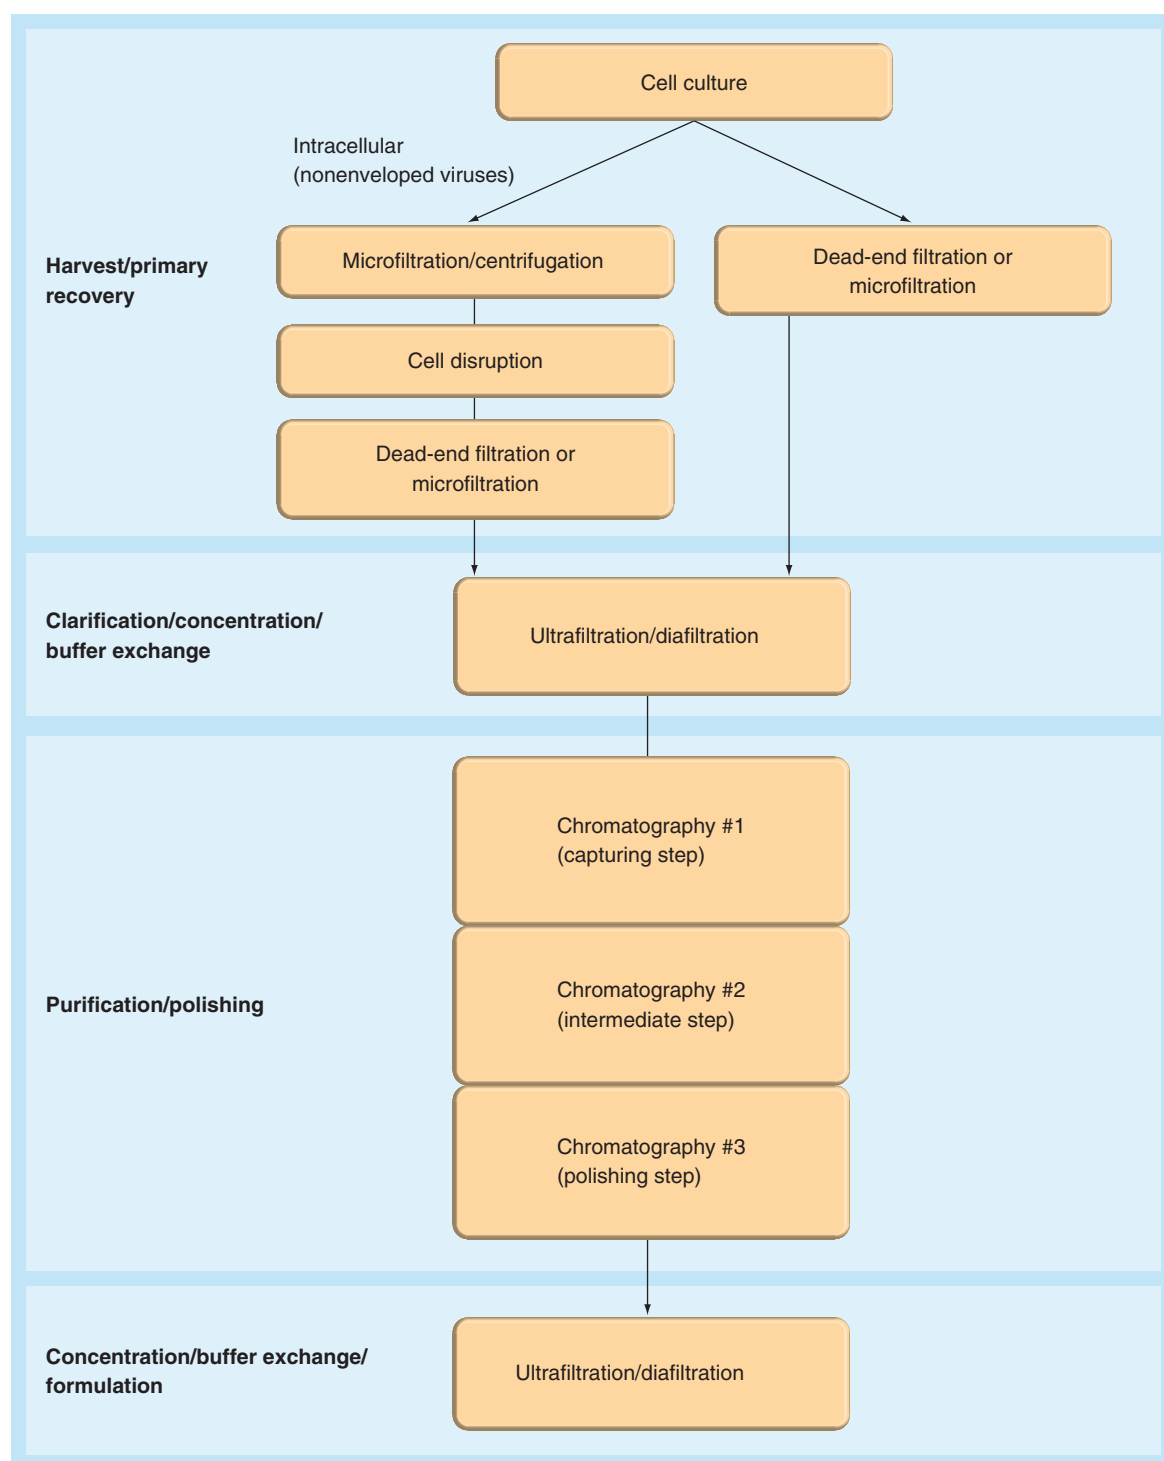 Cell culture
Intracellular
(nonenveloped viruses)
Harvest/primary
recovery
Microfiltration/centrifugation
Dead-end filtration or
microfiltration
Cell disruption
Dead-end filtration or
microfiltration
Clarification/concentration/
buffer exchange
Ultrafiltration/diafiltration
Purification/polishing
Chromatography #1
(capturing step)
Chromatography #2
(intermediate step)
Chromatography #3
(polishing step)
Concentration/buffer exchange/
formulation
Ultrafiltration/diafiltration